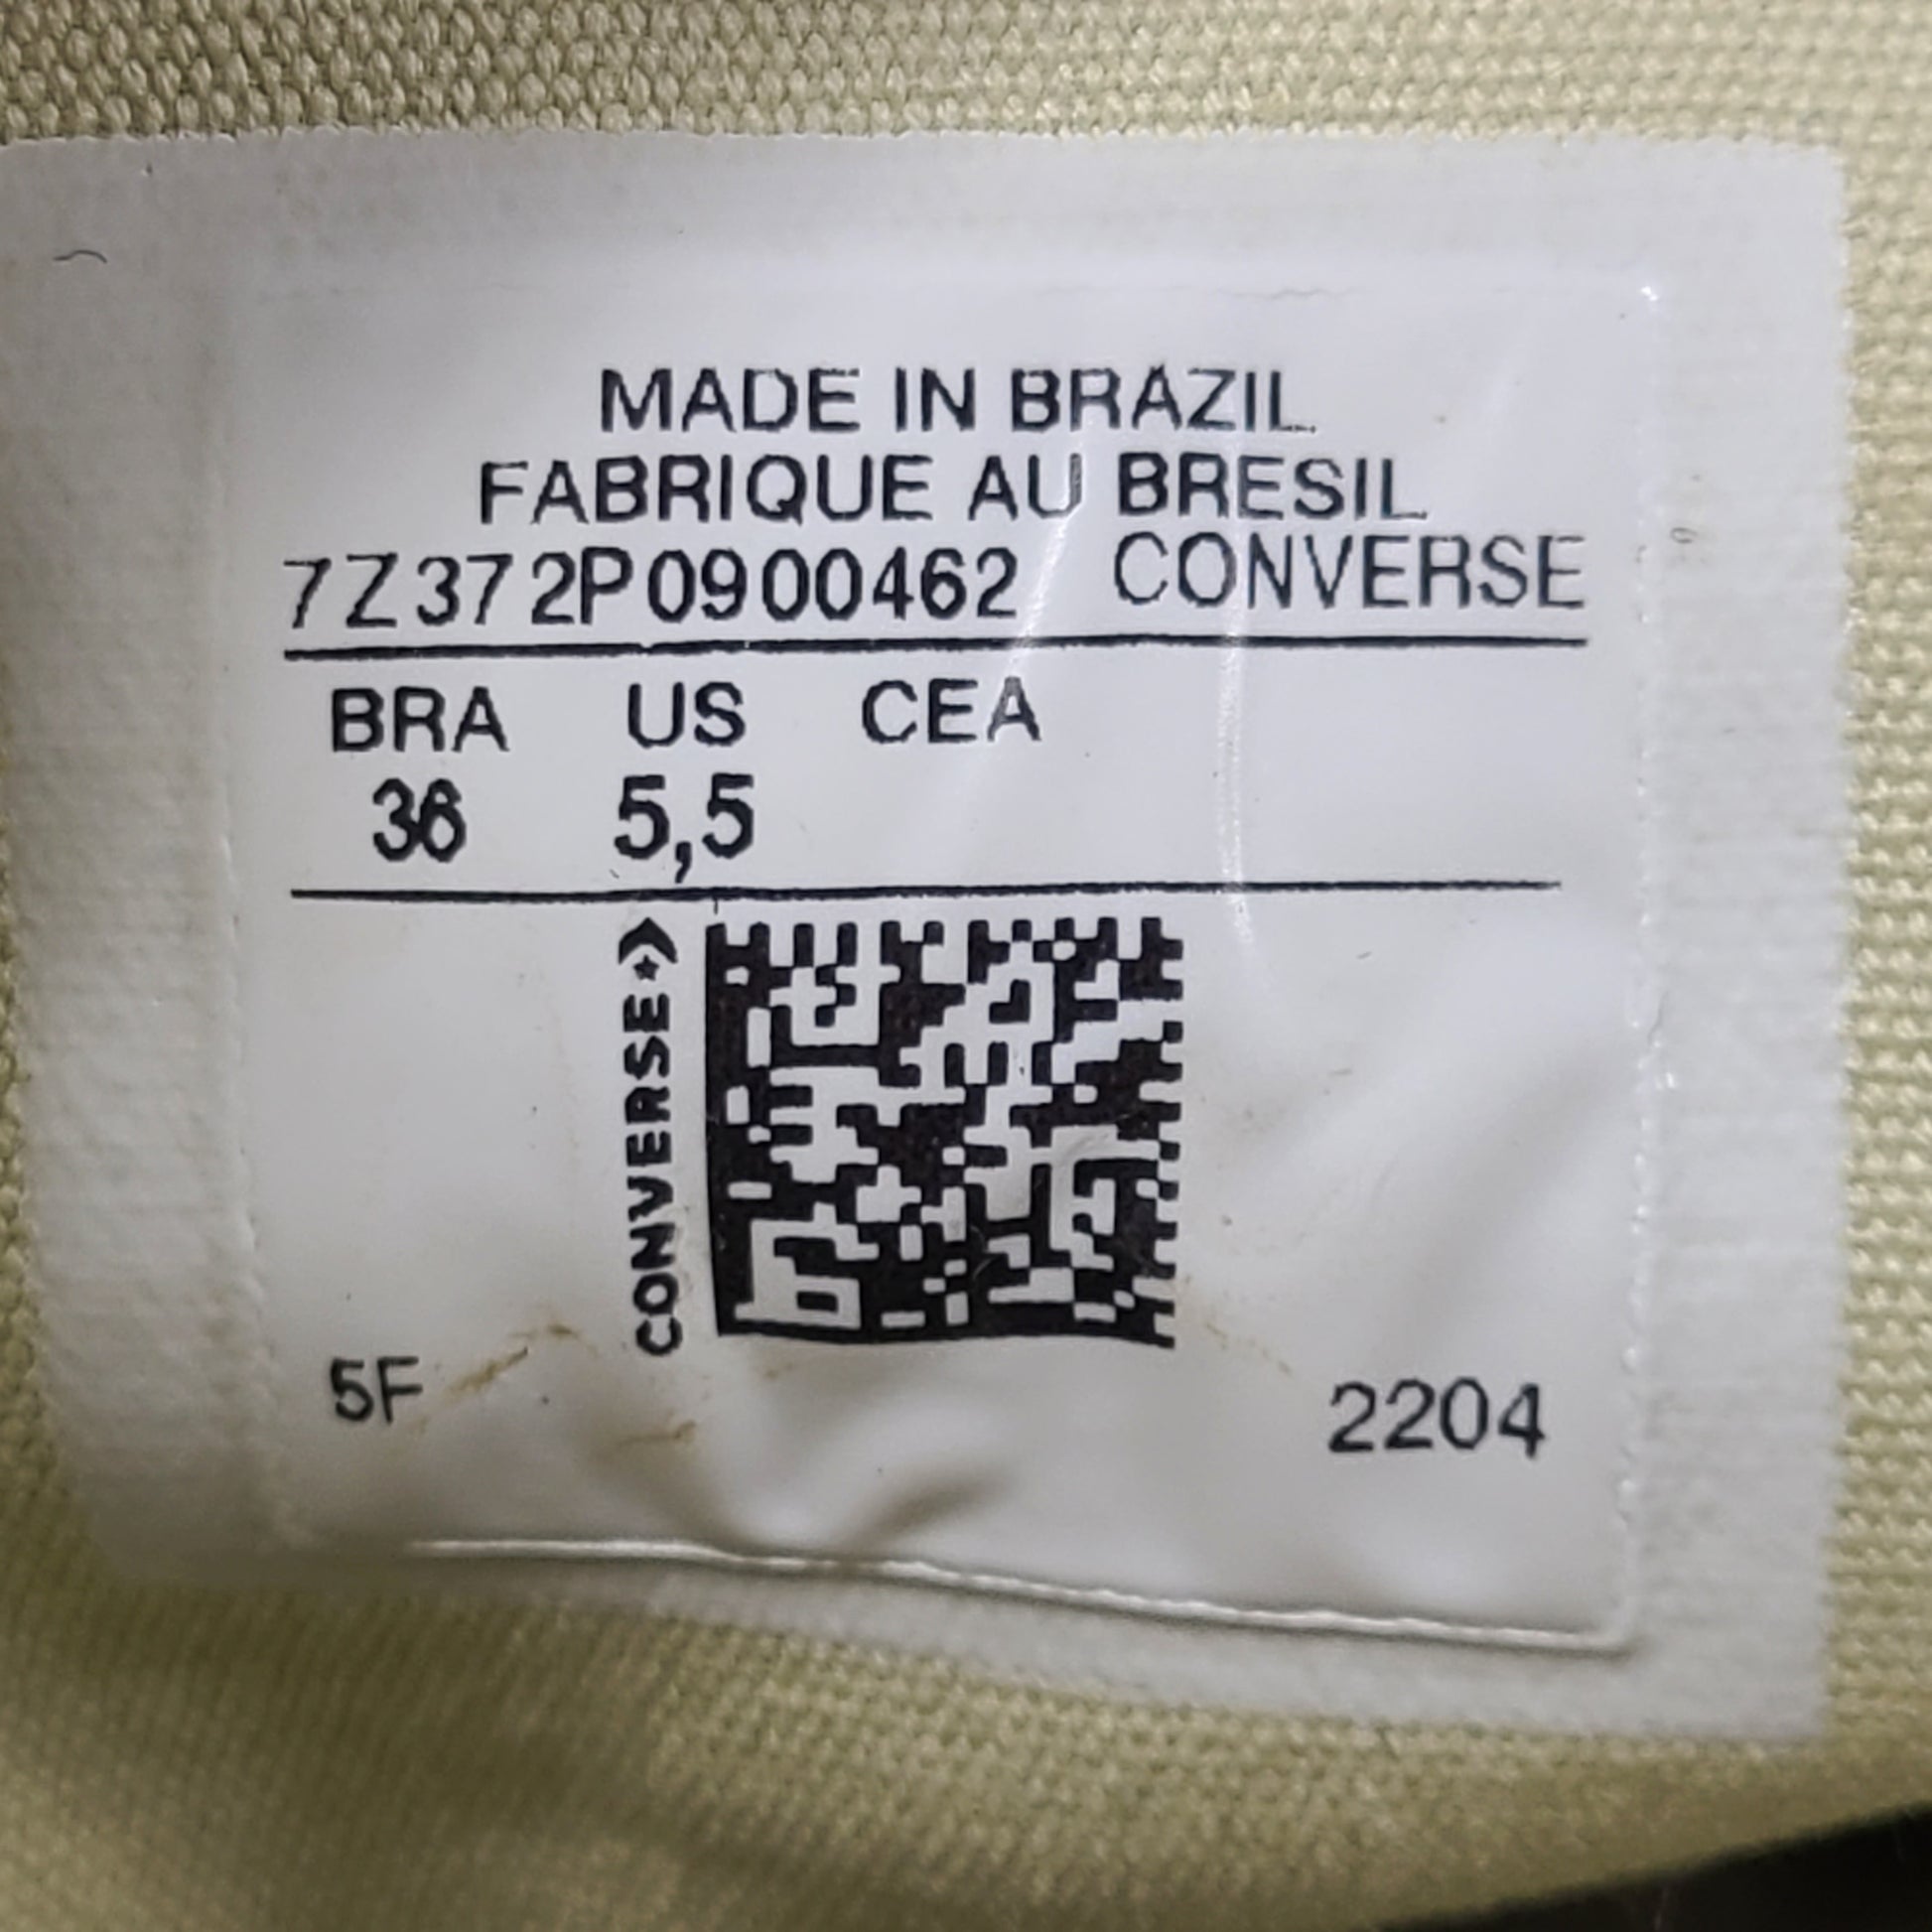 MADE IN BRAZIL
FABRIQUE AU BRESIL
7Z372P0900462 CONVERSE
BRA US CEA
36 5,5
CONVERSE
5F 2204